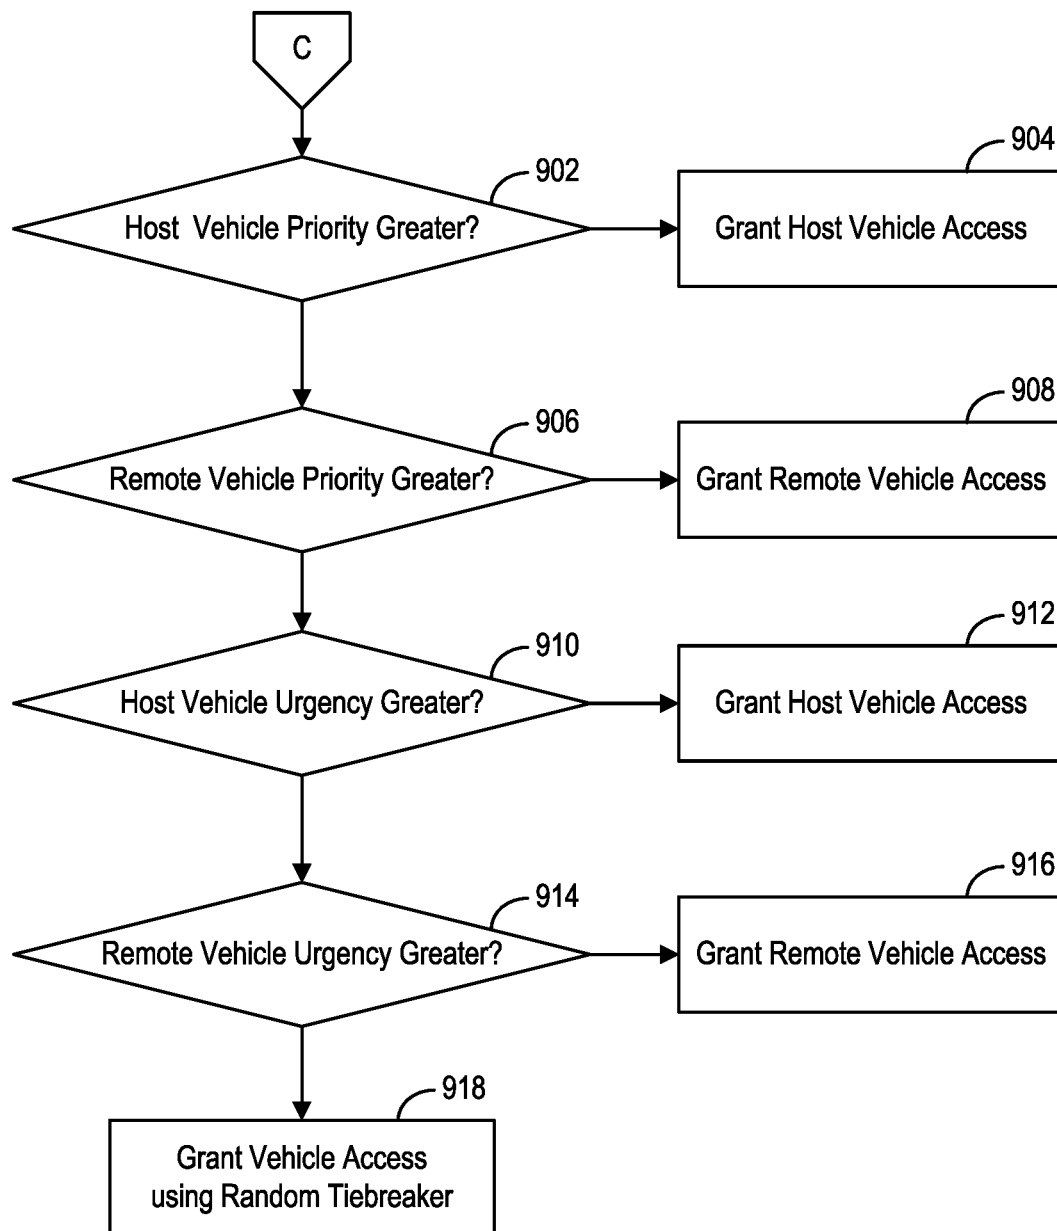 C
902
904
Host Vehicle Priority Greater?
Grant Host Vehicle Access
906
908
Remote Vehicle Priority Greater?
Grant Remote Vehicle Access
910
912
Host Vehicle Urgency Greater?
Grant Host Vehicle Access
914
916
Remote Vehicle Urgency Greater?
Grant Remote Vehicle Access
918
Grant Vehicle Access
using Random Tiebreaker